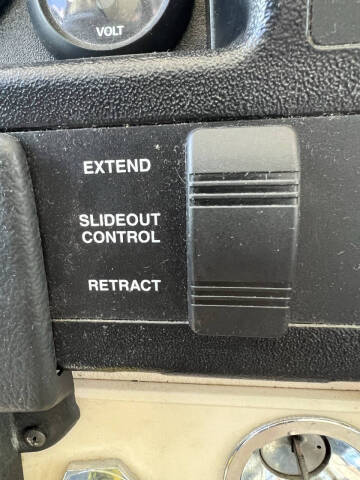 VOLT
EXTEND
SLIDEOUT
CONTROL
RETRACT